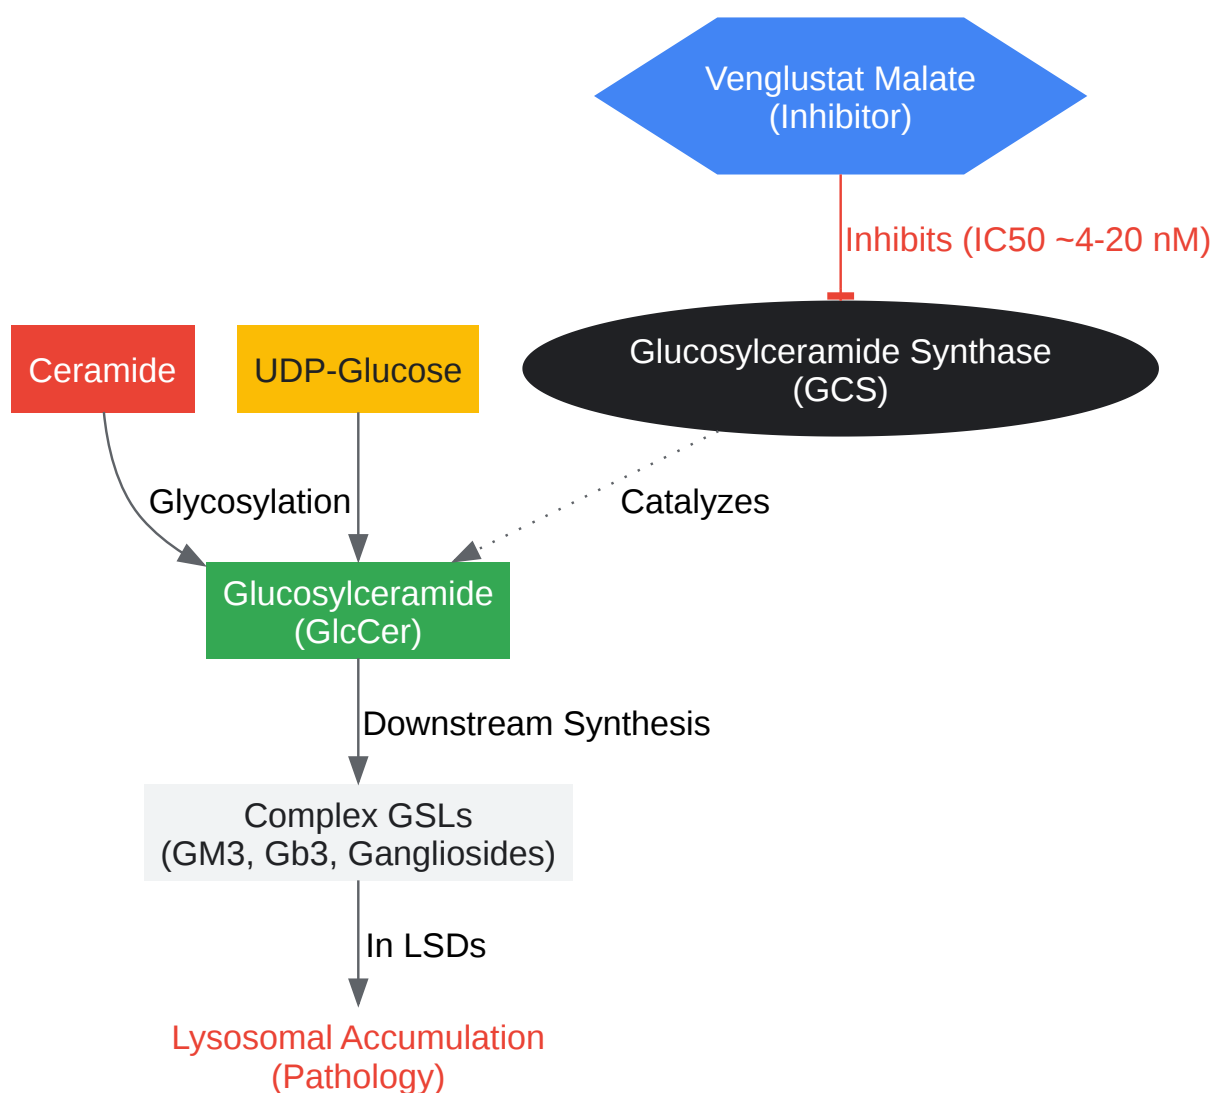 Venglustat Malate
(Inhibitor)
Inhibits (IC50 ~4-20 nM)
Ceramide
UDP-Glucose
Glucosylceramide Synthase
(GCS)
Glycosylation
Catalyzes
Glucosylceramide
(GlcCer)
Downstream Synthesis
Complex GSLs
(GM3, Gb3, Gangliosides)
In LSDs
Lysosomal Accumulation
(Pathology)